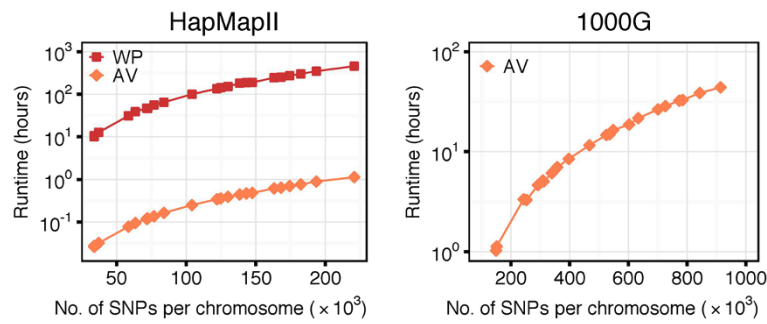 HapMapII
10³
10²
10¹
10⁰
10⁻¹
Runtime (hours)
WP
AV
50
100
150
200
No. of SNPs per chromosome (×10³)
1000G
10²
10¹
10⁰
Runtime (hours)
AV
200
400
600
800
1000
No. of SNPs per chromosome (×10³)